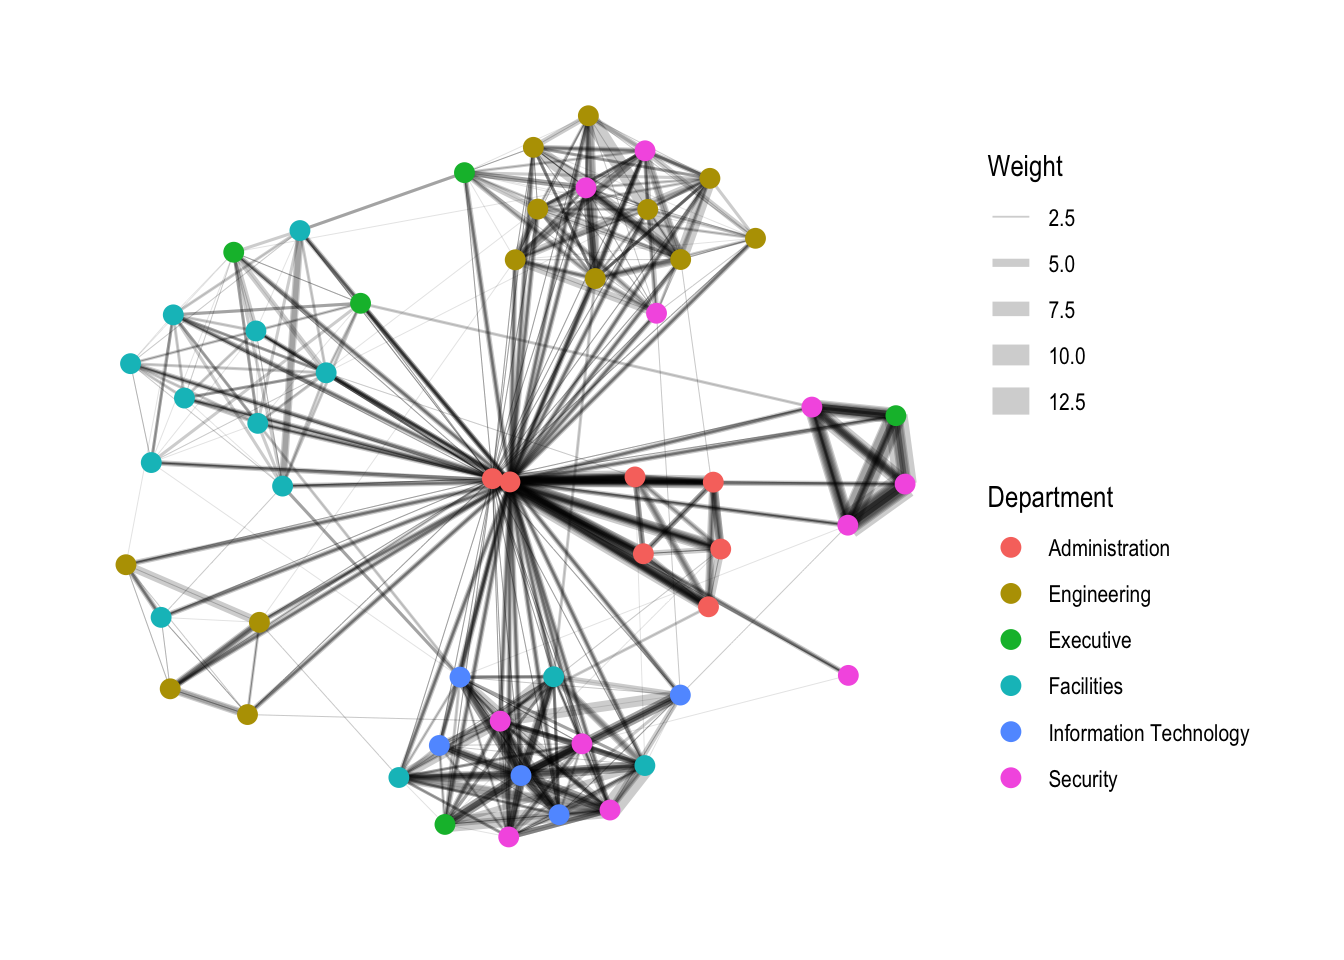 Weight
2.5
5.0
7.5
10.0
12.5
Department
Administration
Engineering
Executive
Facilities
Information Technology
Security